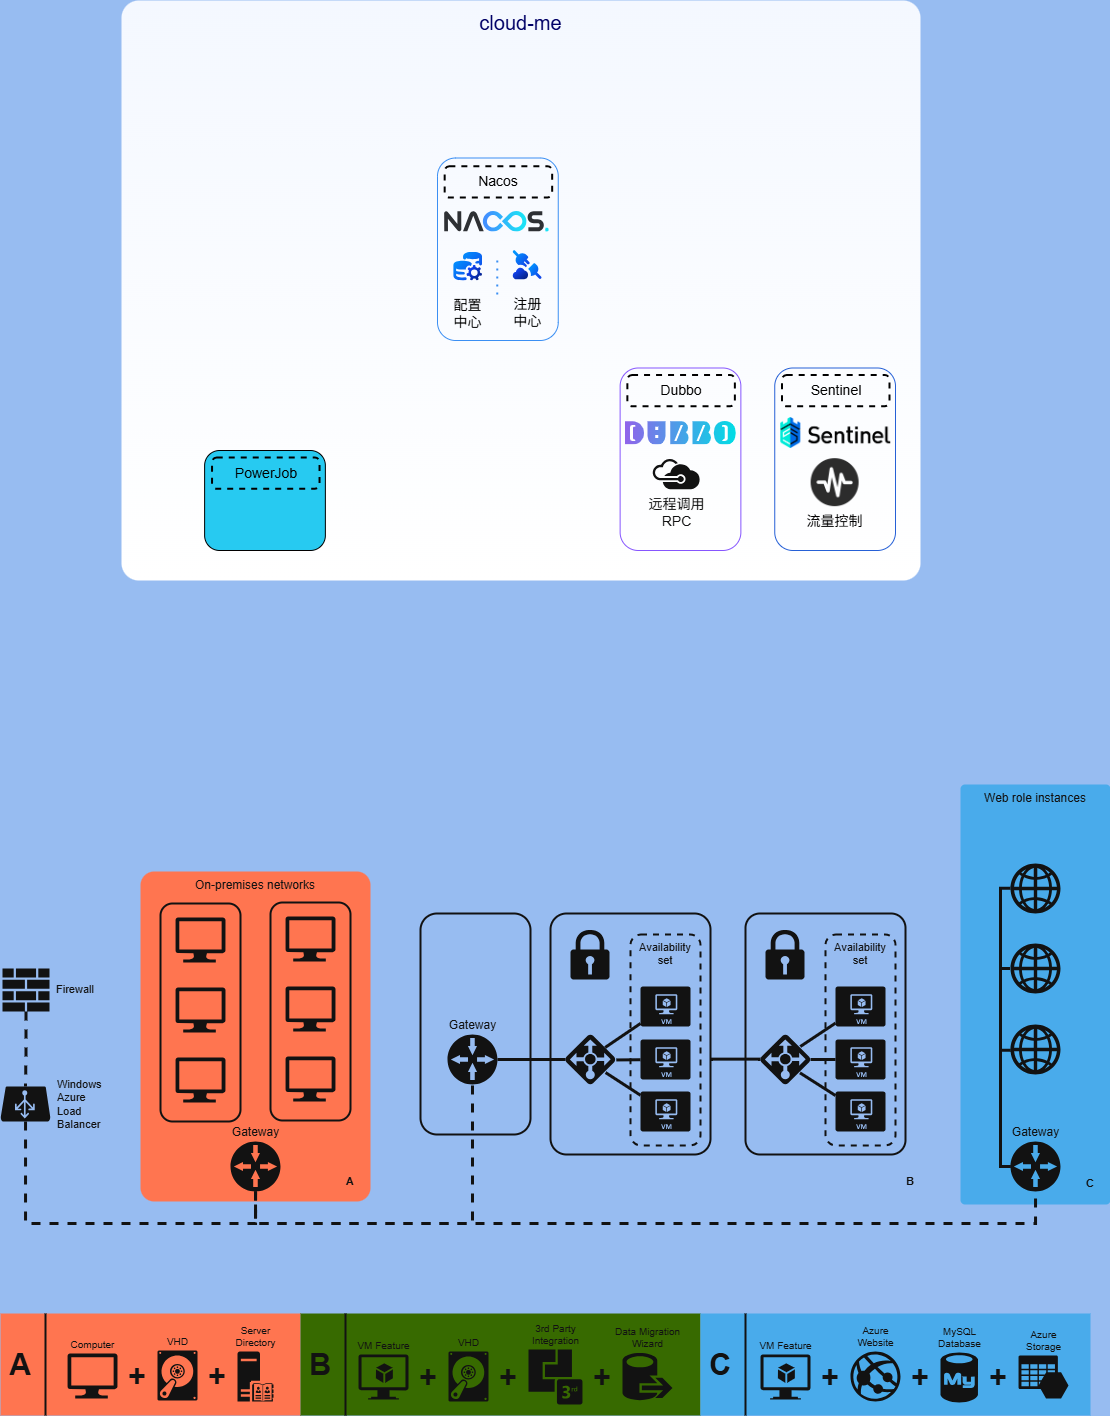 cloud-me
Nacos
NACOS.
配置
中心
注册
中心
Dubbo
DUBBO
远程调用
RPC
Sentinel
Sentinel
流量控制
PowerJob
Web role instances
On-premises networks
Firewall
Windows
Azure
Load
Balancer
Gateway
A
Gateway
Availability
set
VM
VM
VM
Availability
set
VM
VM
VM
B
Gateway
C
A
Computer
VHD
Server
Directory
B
VM Feature
VHD
3rd Party
Integration
3rd
Data Migration
Wizard
C
VM Feature
Azure
Website
MySQL
Database
My
Azure
Storage